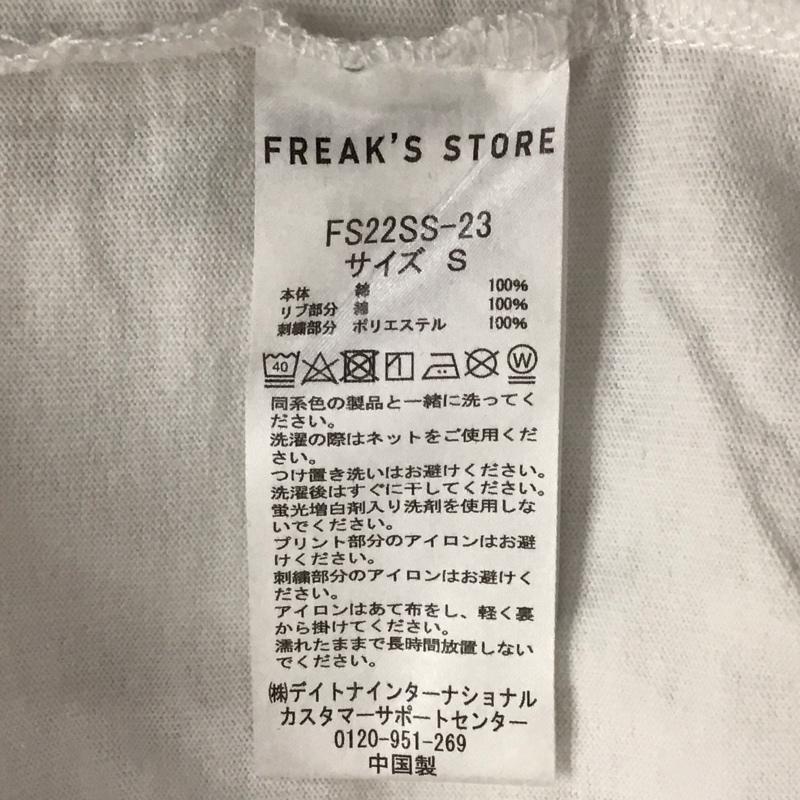 FREAK'S STORE
FS22SS-23
サイズ S
本体 綿 100%
リブ部分 綿 100%
刺繍部分 ポリエステル 100%
40 W
同系色の製品と一緒に洗ってく
ださい。
洗濯の際はネットをご使用くだ
さい。
つけ置き洗いはお避けください。
洗濯後はすぐに干してください。
蛍光増白剤入り洗剤を使用しな
いでください。
プリント部分のアイロンはお避
けください。
刺繍部分のアイロンはお避けく
ださい。
アイロンはあて布をし、軽く裏
から掛けてください。
濡れたままで長時間放置しない
でください。
㈱デイトナインターナショナル
カスタマーサポートセンター
0120-951-269
中国製